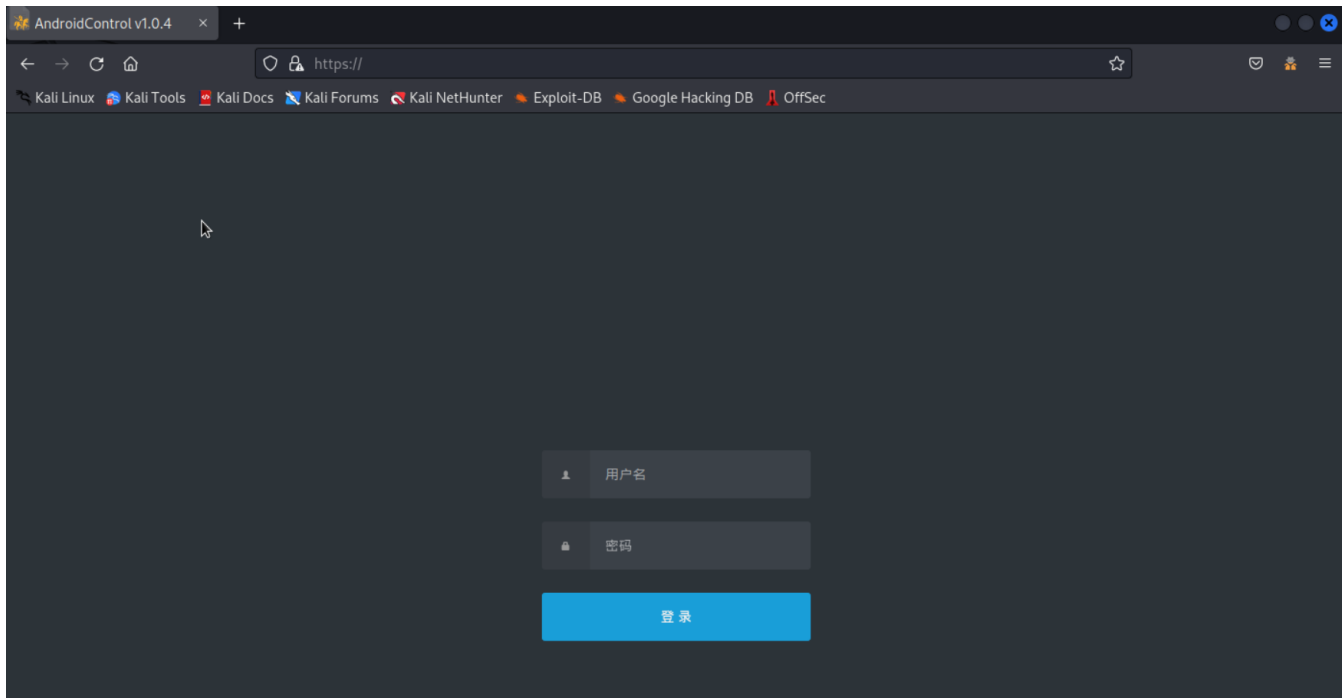 AndroidControl v1.0.4
https://
Kali Linux Kali Tools Kali Docs Kali Forums Kali NetHunter Exploit-DB Google Hacking DB OffSec
用户名
密码
登 录